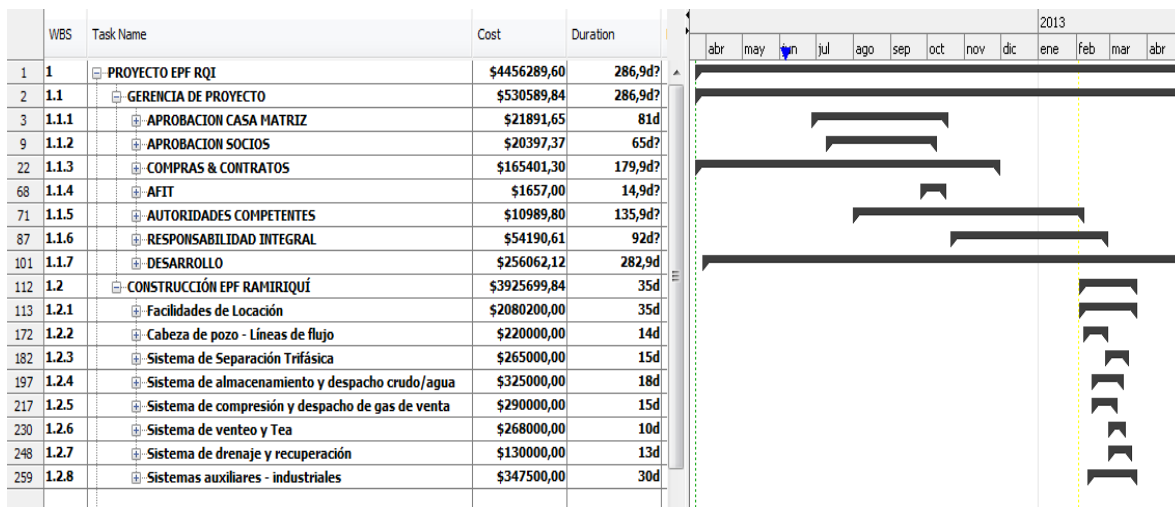 2013
WBS Task Name Cost Duration
abr may jun jul ago sep oct nov dic ene feb mar abr
1 1 PROYECTO EPF RQI $4456289,60 286,9d?
2 1.1 GERENCIA DE PROYECTO $530589,84 286,9d?
3 1.1.1 APROBACION CASA MATRIZ $21891,65 81d
9 1.1.2 APROBACION SOCIOS $20397,37 65d?
22 1.1.3 COMPRAS & CONTRATOS $165401,30 179,9d?
68 1.1.4 AFIT $1657,00 14,9d?
71 1.1.5 AUTORIDADES COMPETENTES $10989,80 135,9d?
87 1.1.6 RESPONSABILIDAD INTEGRAL $54190,61 92d?
101 1.1.7 DESARROLLO $256062,12 282,9d
112 1.2 CONSTRUCCIÓN EPF RAMIRIQUÍ $3925699,84 35d
113 1.2.1 Facilidades de Locación $2080200,00 35d
172 1.2.2 Cabeza de pozo - Líneas de flujo $220000,00 14d
182 1.2.3 Sistema de Separación Trifásica $265000,00 15d
197 1.2.4 Sistema de almacenamiento y despacho crudo/agua $325000,00 18d
217 1.2.5 Sistema de compresión y despacho de gas de venta $290000,00 15d
230 1.2.6 Sistema de venteo y Tea $268000,00 10d
248 1.2.7 Sistema de drenaje y recuperación $130000,00 13d
259 1.2.8 Sistemas auxiliares - industriales $347500,00 30d